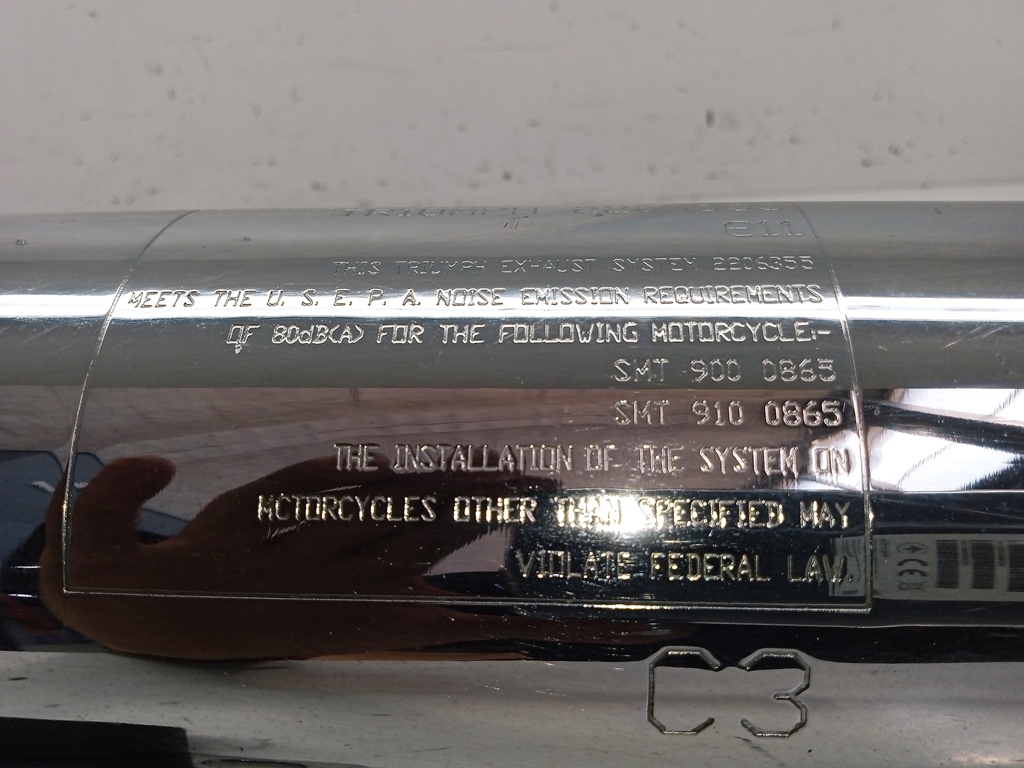 TRIUMPH
e11
THIS TRIUMPH EXHAUST SYSTEM 2206355
MEETS THE U. S. E. P. A. NOISE EMISSION REQUIREMENTS
OF 80dB(A) FOR THE FOLLOWING MOTORCYCLE:-
SMT 900 0865
SMT 910 0865
THE INSTALLATION OF THE SYSTEM ON
MOTORCYCLES OTHER THAN SPECIFIED MAY
VIOLATE FEDERAL LAW.
C3